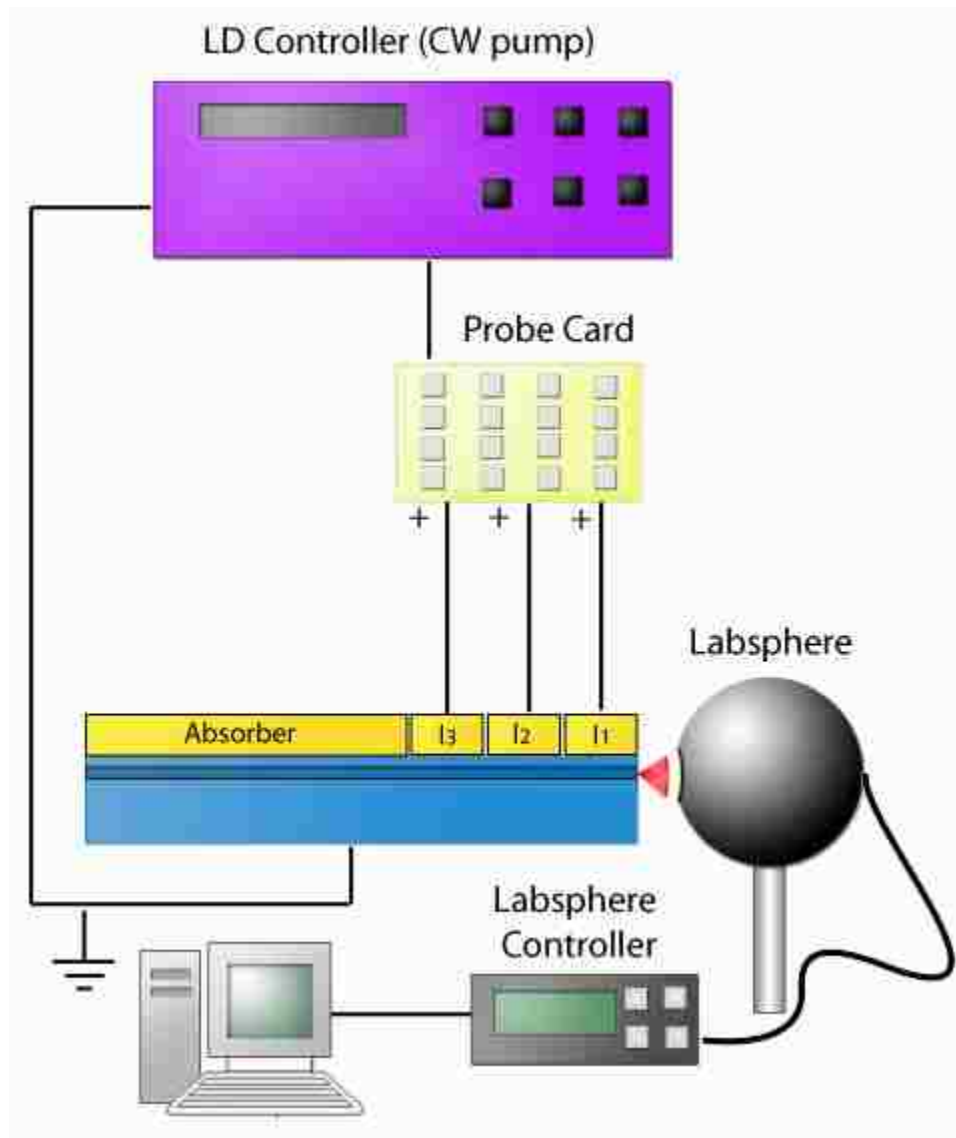 LD Controller (CW pump)
Probe Card
+ + +
Labsphere
Absorber I3 I2 I1
Labsphere
Controller